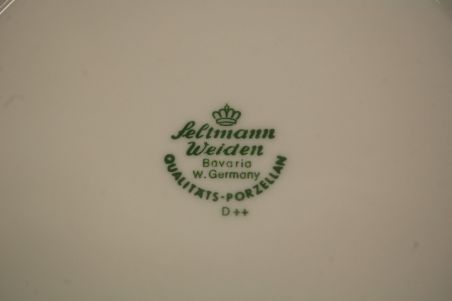 Seltmann
Weiden
Bavaria
W. Germany
QUALITÄTS-PORZELLAN
D++